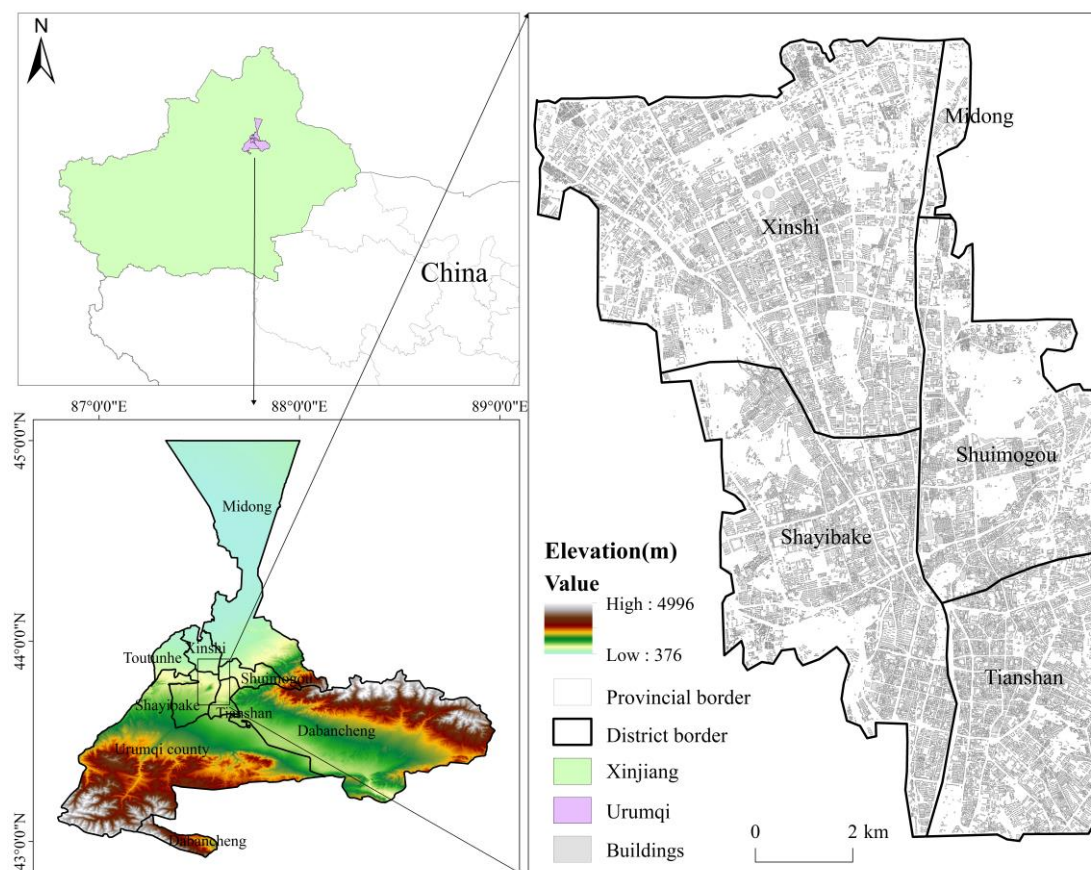 N
China
87°0'0"E
88°0'0"E
89°0'0"E
45°0'0"N
44°0'0"N
43°0'0"N
Midong
Xinshi
Toutunhe
Shuimogou
Shayibake
Tianshan
Dabancheng
Urumqi county
Dabancheng
Midong
Xinshi
Shuimogou
Shayibake
Tianshan
Elevation(m)
Value
High : 4996
Low : 376
Provincial border
District border
Xinjiang
Urumqi
Buildings
0 2 km